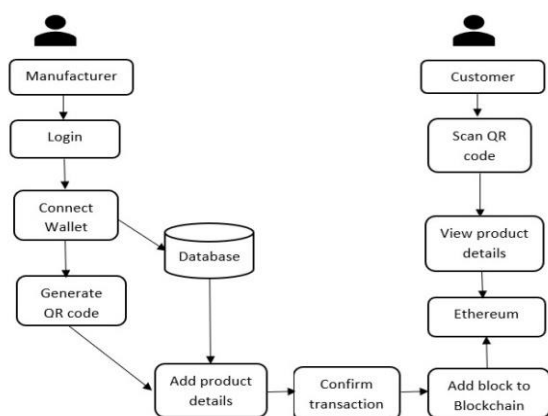 Manufacturer
Login
Connect
Wallet
Generate
QR code
Database
Add product
details
Confirm
transaction
Add block to
Blockchain
Customer
Scan QR
code
View product
details
Ethereum